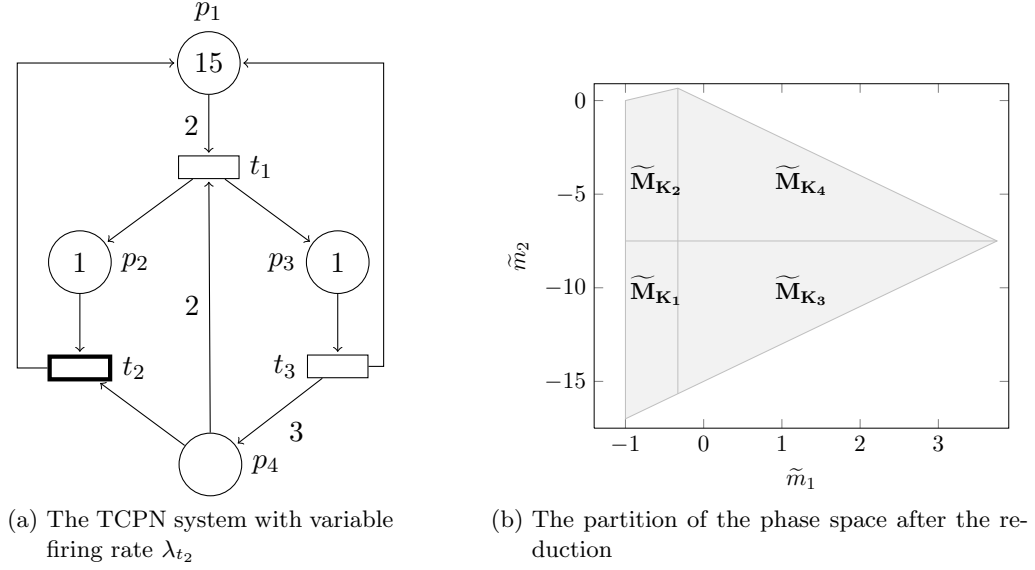 p₁
15
2
t₁
1
p₂
p₃
1
2
t₂
t₃
3
p₄
(a) The TCPN system with variable
firing rate λ_{t₂}
0
−5
−10
−15
−1
0
1
2
3
m̃₂
m̃₁
M̃_{K₂}
M̃_{K₄}
M̃_{K₁}
M̃_{K₃}
(b) The partition of the phase space after the re-
duction